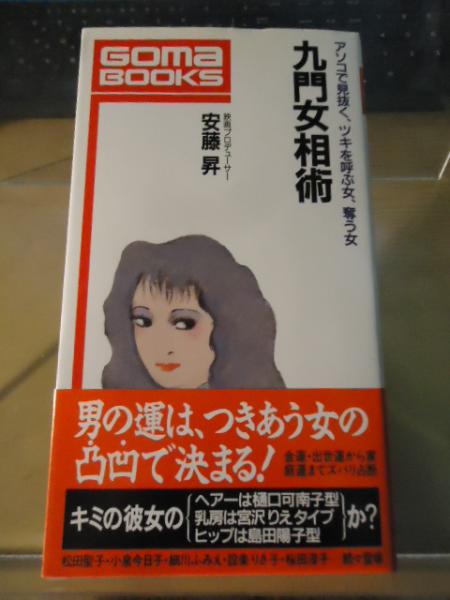 GOMA
BOOKS
アソコで見抜く、ツキを呼ぶ女、奪う女
九門女相術
映画プロデューサー
安藤昇
男の運は、つきあう女の
凸凹で決まる!
金運・出世運から家
庭運までズバリ占断
キミの彼女の
ヘアーは樋口可南子型
乳房は宮沢りえタイプ
ヒップは島田陽子型
か?
松田聖子・小泉今日子・細川ふみえ・設楽りさ子・桜田淳子 続々登場